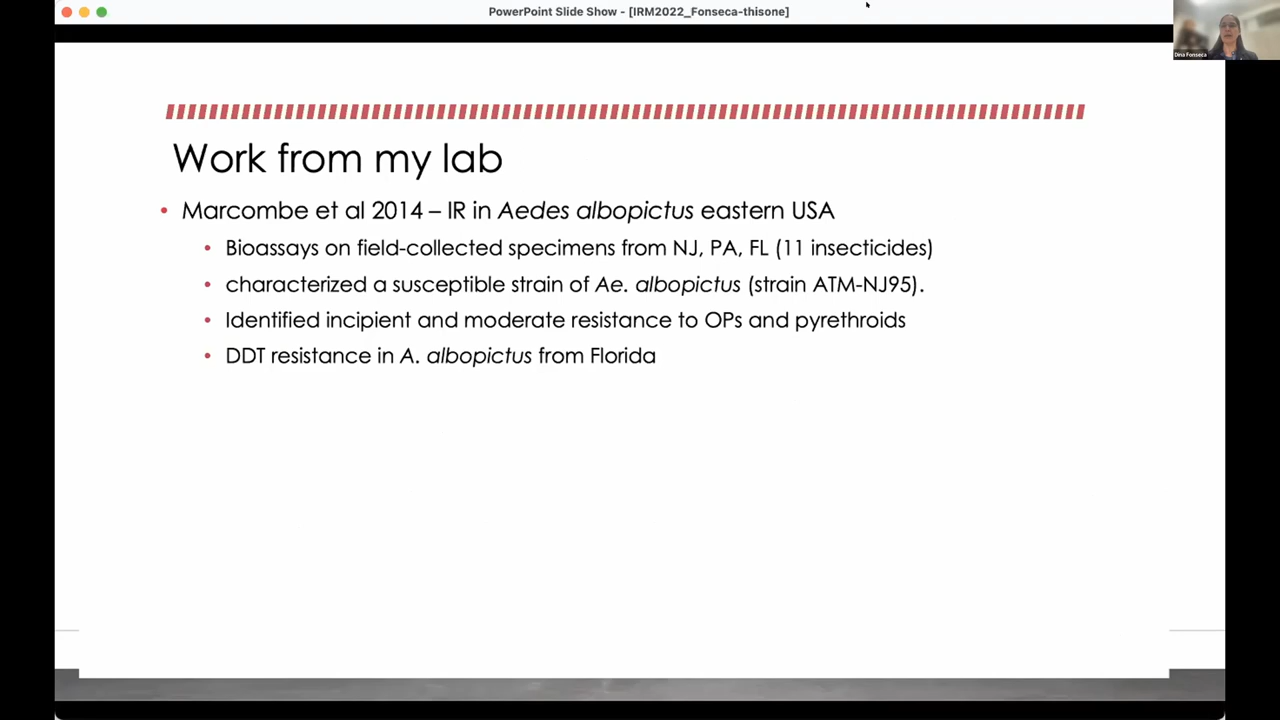 PowerPoint Slide Show - [IRM2022_Fonseca-thisone]
Dina Fonseca
Work from my lab
• Marcombe et al 2014 – IR in Aedes albopictus eastern USA
• Bioassays on field-collected specimens from NJ, PA, FL (11 insecticides)
• characterized a susceptible strain of Ae. albopictus (strain ATM-NJ95).
• Identified incipient and moderate resistance to OPs and pyrethroids
• DDT resistance in A. albopictus from Florida